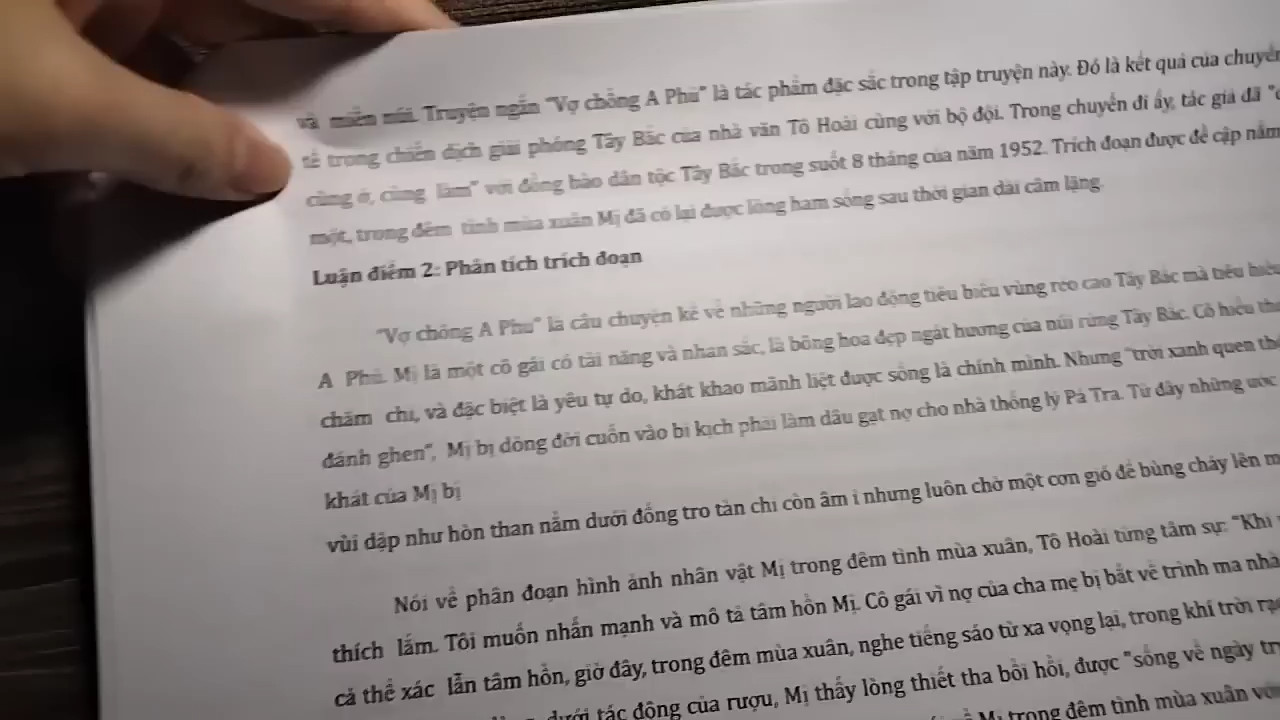 và miền núi. Truyện ngắn "Vợ chồng A Phủ" là tác phẩm đặc sắc trong tập truyện này. Đó là kết quả của chuyến
tế trong chiến dịch giải phóng Tây Bắc của nhà văn Tô Hoài cùng với bộ đội. Trong chuyến đi ấy, tác giả đã
cùng ở, cùng làm" với đồng bào dân tộc Tây Bắc trong suốt 8 tháng của năm 1952. Trích đoạn được đề cập nằm
một, trong đêm tình mùa xuân Mị đã có lại được lòng ham sống sau thời gian dài câm lặng.
Luận điểm 2: Phân tích trích đoạn
"Vợ chồng A Phủ" là câu chuyện kể về những người lao động tiêu biểu vùng rẻo cao Tây Bắc mà tiêu biểu
A Phủ. Mị là một cô gái có tài năng và nhan sắc, là bông hoa đẹp ngát hương của núi rừng Tây Bắc. Cô hiếu
chăm chỉ, và đặc biệt là yêu tự do, khát khao mãnh liệt được sống là chính mình. Nhưng "trời xanh quen
đánh ghen", Mị bị dòng đời cuốn vào bi kịch phải làm dâu gạt nợ cho nhà thống lý Pá Tra. Từ đây những ước
khát của Mị bị
vùi dập như hòn than nằm dưới đống tro tàn chỉ còn âm ỉ nhưng luôn chờ một cơn gió để bùng cháy lên
Nói về phân đoạn hình ảnh nhân vật Mị trong đêm tình mùa xuân, Tô Hoài từng tâm sự: "Khi
thích lắm. Tôi muốn nhấn mạnh và mô tả tâm hồn Mị. Cô gái vì nợ của cha mẹ bị bắt về trình ma nhà
cả thể xác lẫn tâm hồn, giờ đây, trong đêm mùa xuân, nghe tiếng sáo từ xa vọng lại, trong khí trời
dưới tác động của rượu, Mị thấy lòng thiết tha bồi hồi, được "sống về ngày
Mị trong đêm tình mùa xuân